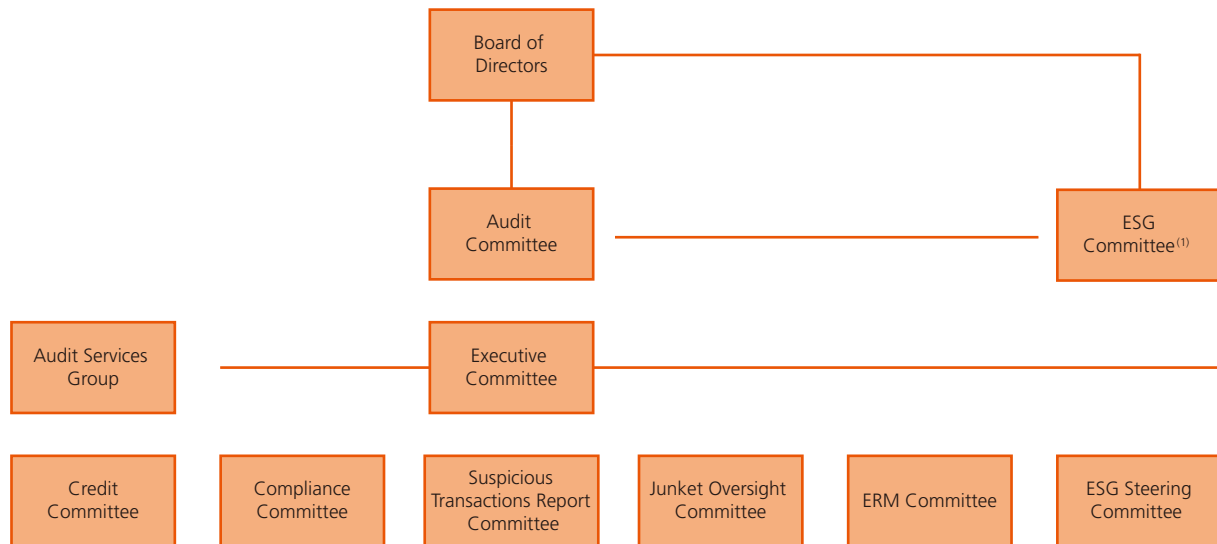 Board of
Directors
Audit
Committee
ESG
Committee(1)
Audit Services
Group
Executive
Committee
Credit
Committee
Compliance
Committee
Suspicious
Transactions Report
Committee
Junket Oversight
Committee
ERM Committee
ESG Steering
Committee